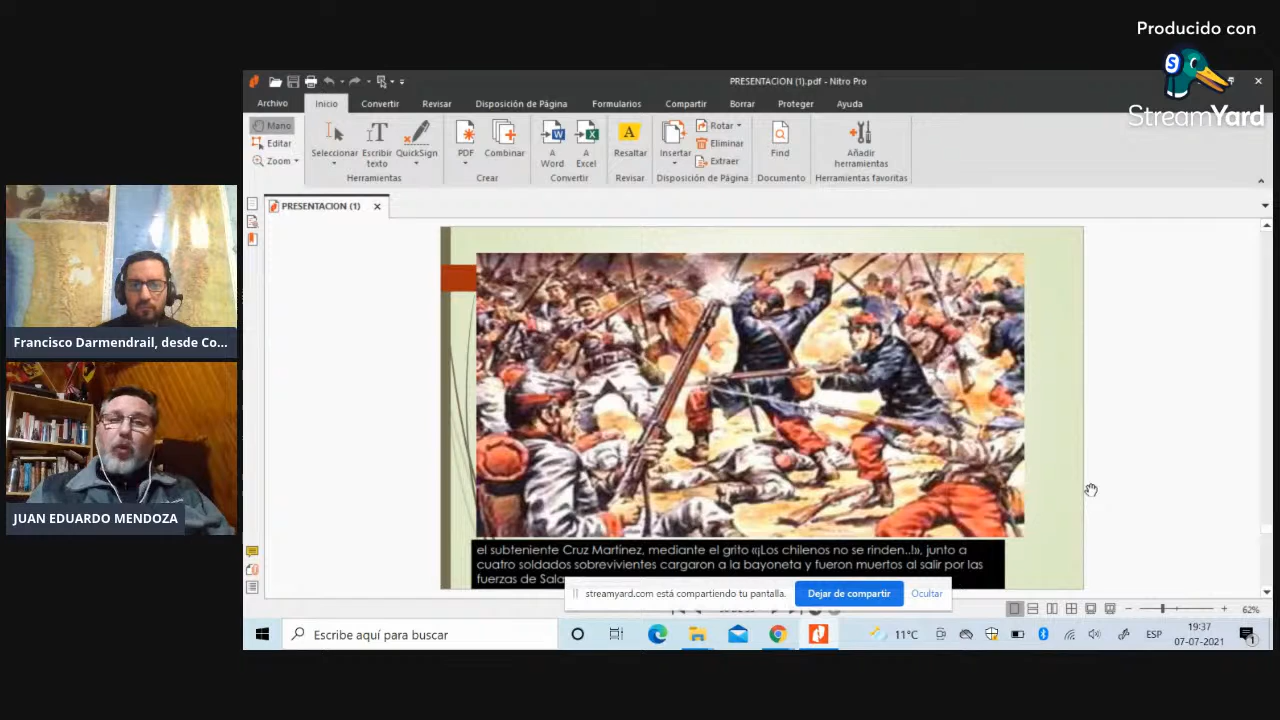 Producido con
StreamYard
PRESENTACION (1).pdf - Nitro Pro
Archivo Inicio Convertir Revisar Disposición de Página Formularios Compartir Borrar Proteger Ayuda
Mano
Editar
Zoom
Seleccionar
Escribir texto
QuickSign
Herramientas
PDF
Combinar
Crear
A Word
A Excel
Convertir
Resaltar
Revisar
Insertar
Rotar
Eliminar
Extraer
Disposición de Página
Find
Documento
Añadir herramientas
Herramientas favoritas
PRESENTACION (1)
Francisco Darmendrail, desde Co...
JUAN EDUARDO MENDOZA
el subteniente Cruz Martínez, mediante el grito «¡Los chilenos no se rinden..!», junto a
cuatro soldados sobrevivientes cargaron a la bayoneta y fueron muertos al salir por las
fuerzas de Sala
streamyard.com está compartiendo tu pantalla. Dejar de compartir Ocultar
62%
Escribe aquí para buscar
11°C
ESP
19:37
07-07-2021
1